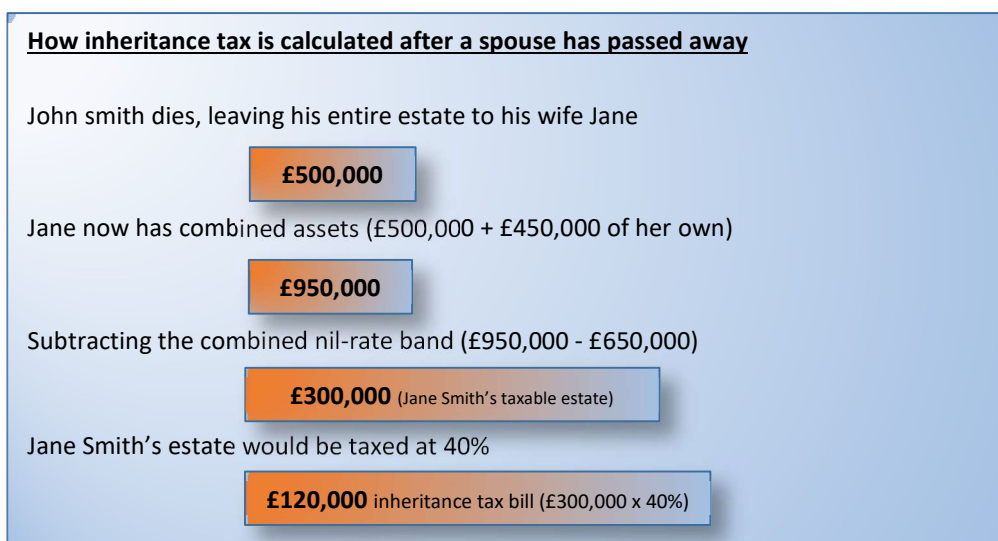 How inheritance tax is calculated after a spouse has passed away
John smith dies, leaving his entire estate to his wife Jane
£500,000
Jane now has combined assets (£500,000 + £450,000 of her own)
£950,000
Subtracting the combined nil-rate band (£950,000 - £650,000)
£300,000 (Jane Smith’s taxable estate)
Jane Smith’s estate would be taxed at 40%
£120,000 inheritance tax bill (£300,000 x 40%)